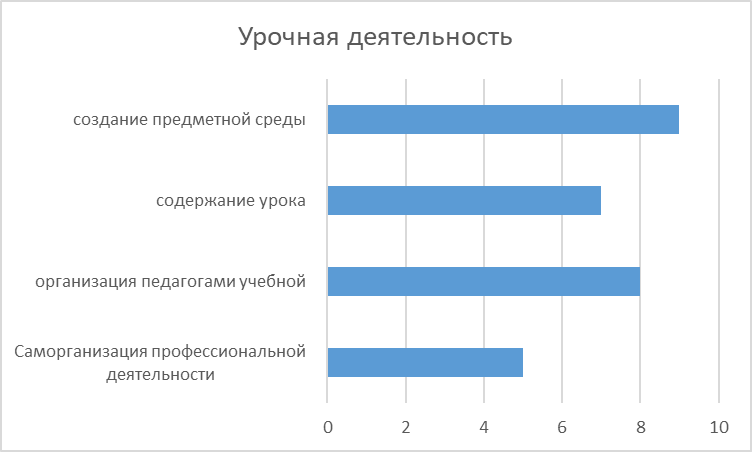 Урочная деятельность
создание предметной среды
содержание урока
организация педагогами учебной
Саморганизация профессиональной
деятельности
0 2 4 6 8 10